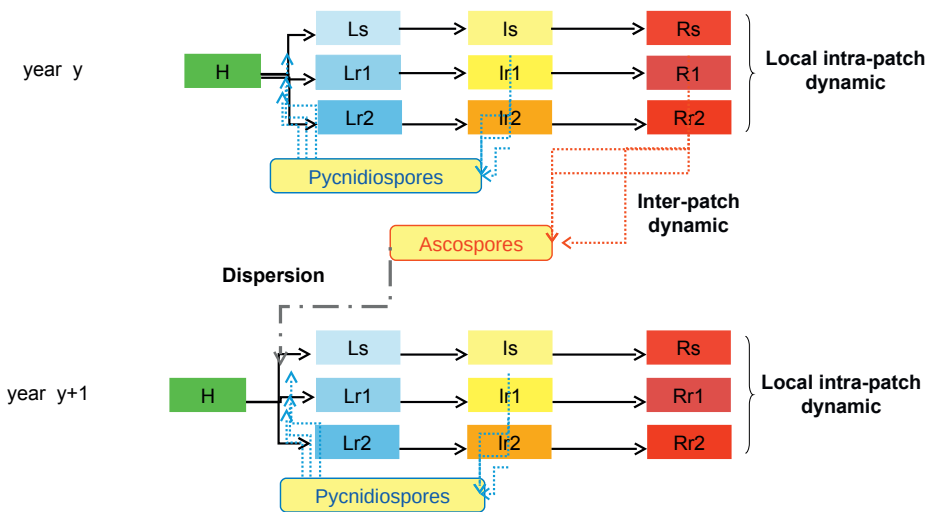 Ls
Is
Rs
year y
H
Lr1
Ir1
R1
Local intra-patch
dynamic
Lr2
Ir2
Rr2
Pycnidiospores
Inter-patch
dynamic
Ascospores
Dispersion
Ls
Is
Rs
year y+1
H
Lr1
Ir1
Rr1
Local intra-patch
dynamic
Lr2
Ir2
Rr2
Pycnidiospores